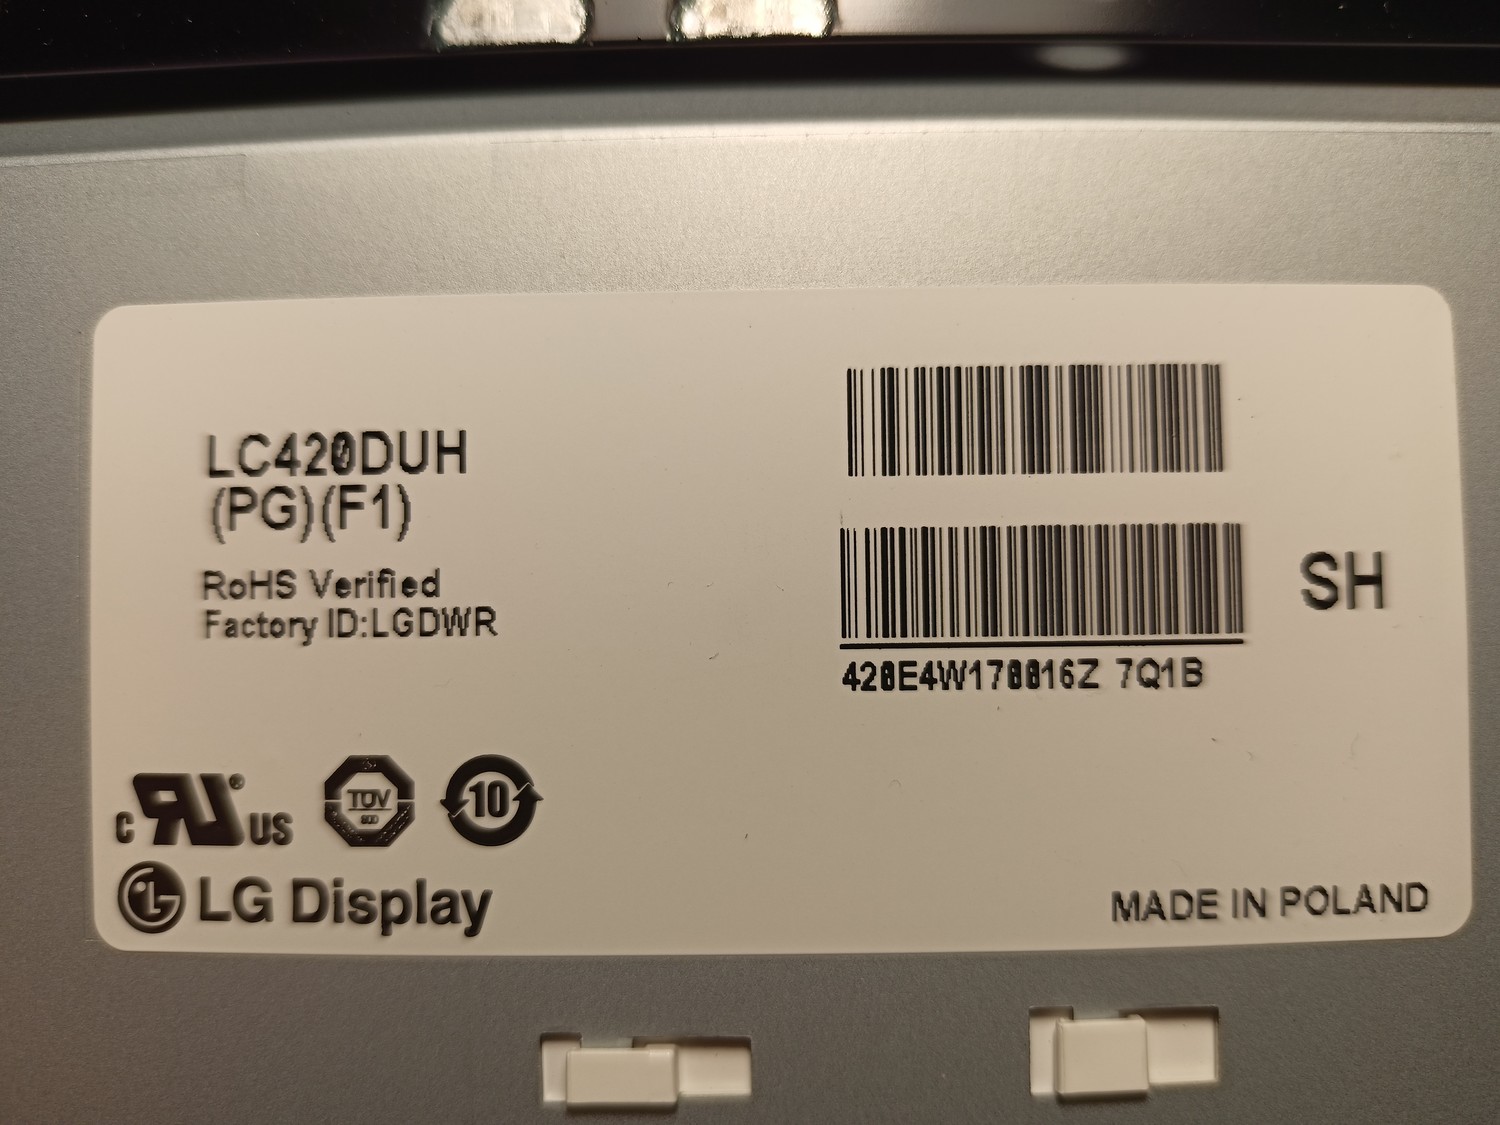 LC420DUH
(PG)(F1)
RoHS Verified
Factory ID:LGDWR
SH
420E4W170016Z 7Q1B
c RU ® US
TÜV
10
LG Display
MADE IN POLAND